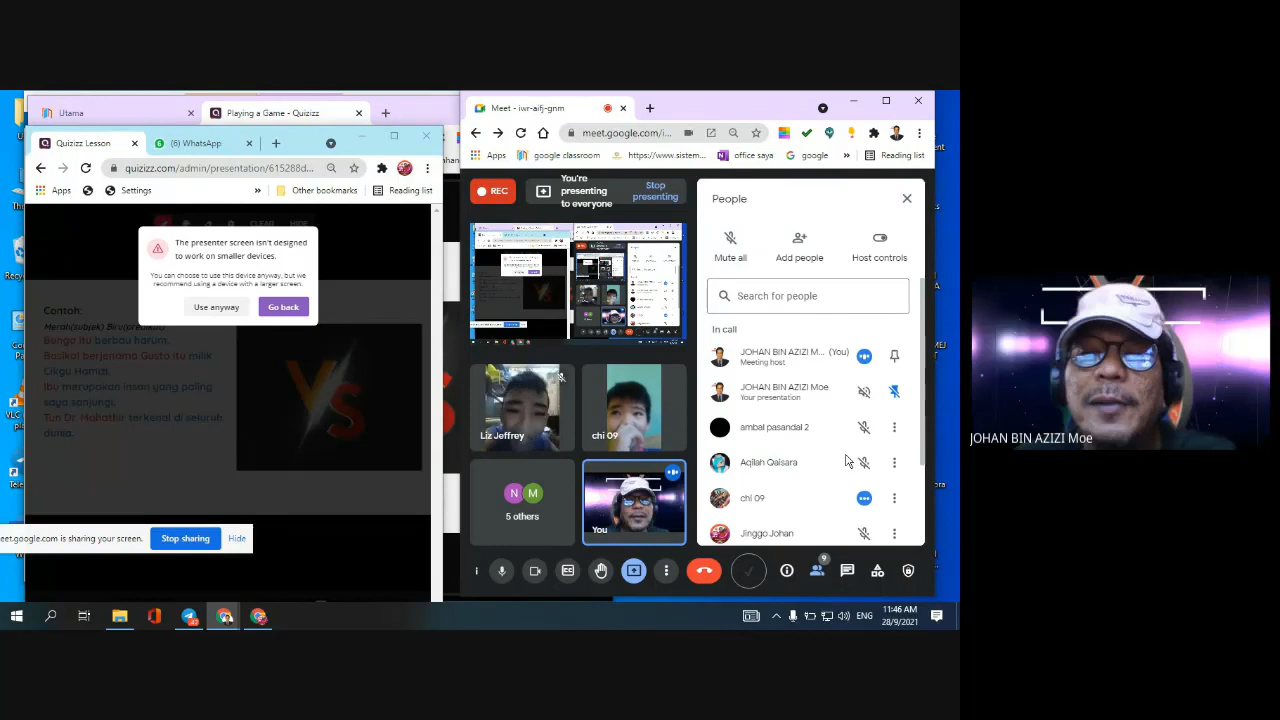 Utama
Playing a Game - Quizizz
Quizizz Lesson
(6) WhatsApp
quizizz.com/admin/presentation/615288d...
Apps
Settings
»
Other bookmarks
Reading list
CLEAR
HIDE
The presenter screen isn't designed
to work on smaller devices.
You can choose to use this device anyway, but we
recommend using a device with a larger screen.
Use anyway
Go back
Contoh:
Merah(subjek) Biru(predikat)
Bunga itu berbau harum.
Basikal berjenama Gusto itu milik
Cikgu Hamzi.
Ibu merupakan insan yang paling
saya sanjungi.
Tun Dr Mahathir terkenal di seluruh
dunia.
VS
eet.google.com is sharing your screen.
Stop sharing
Hide
Meet - iwr-aifj-gnm
meet.google.com/i...
Apps
google classroom
https://www.sistem...
office saya
google
»
Reading list
REC
You're
presenting
to everyone
Stop
presenting
Liz Jeffrey
chi 09
N
M
5 others
You
People
Mute all
Add people
Host controls
Search for people
In call
JOHAN BIN AZIZI M... (You)
Meeting host
JOHAN BIN AZIZI Moe
Your presentation
ambal pasandal 2
Aqilah Qaisara
chi 09
Jinggo Johan
9
ENG
11:46 AM
28/9/2021
JOHAN BIN AZIZI Moe